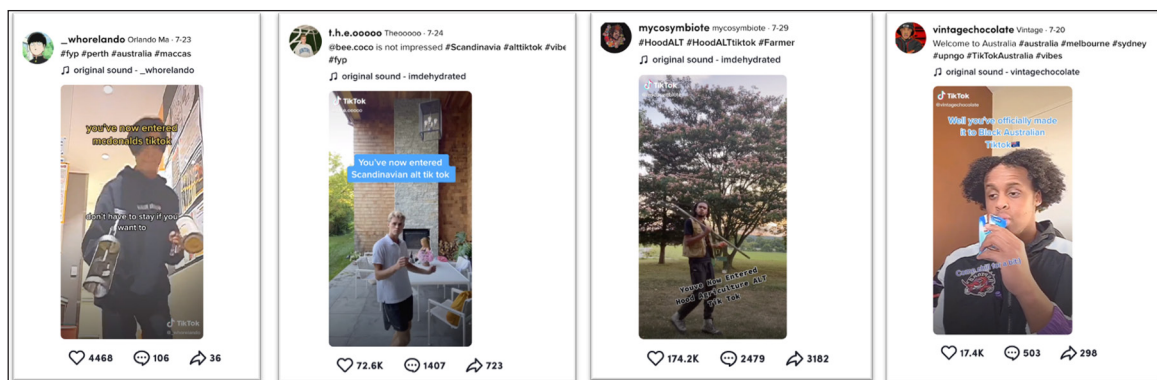 _whorelando Orlando Ma · 7-23
#fyp #perth #australia #maccas
original sound - _whorelando
you've now entered
mcdonalds tiktok
don't have to stay if you
want to
TikTok
4468
106
36
t.h.e.ooooo Theooooo · 7-24
@bee.coco is not impressed #Scandinavia #alttiktok #vibe
#fyp
original sound - imdehydrated
TikTok
You've now entered
Scandinavian alt tik tok
72.6K
1407
723
mycosymbiote mycosymbiote · 7-29
#HoodALT #HoodALTtiktok #Farmer
original sound - imdehydrated
TikTok
Youve Now Entered
Hood Agriculture ALT
Tik Tok
174.2K
2479
3182
vintagechocolate Vintage · 7-20
Welcome to Australia #australia #melbourne #sydney
#upngo #TikTokAustralia #vibes
original sound - vintagechocolate
TikTok
@vintagechocolate
Well you've officially made
it to Black Australian
Tiktok
17.4K
503
298